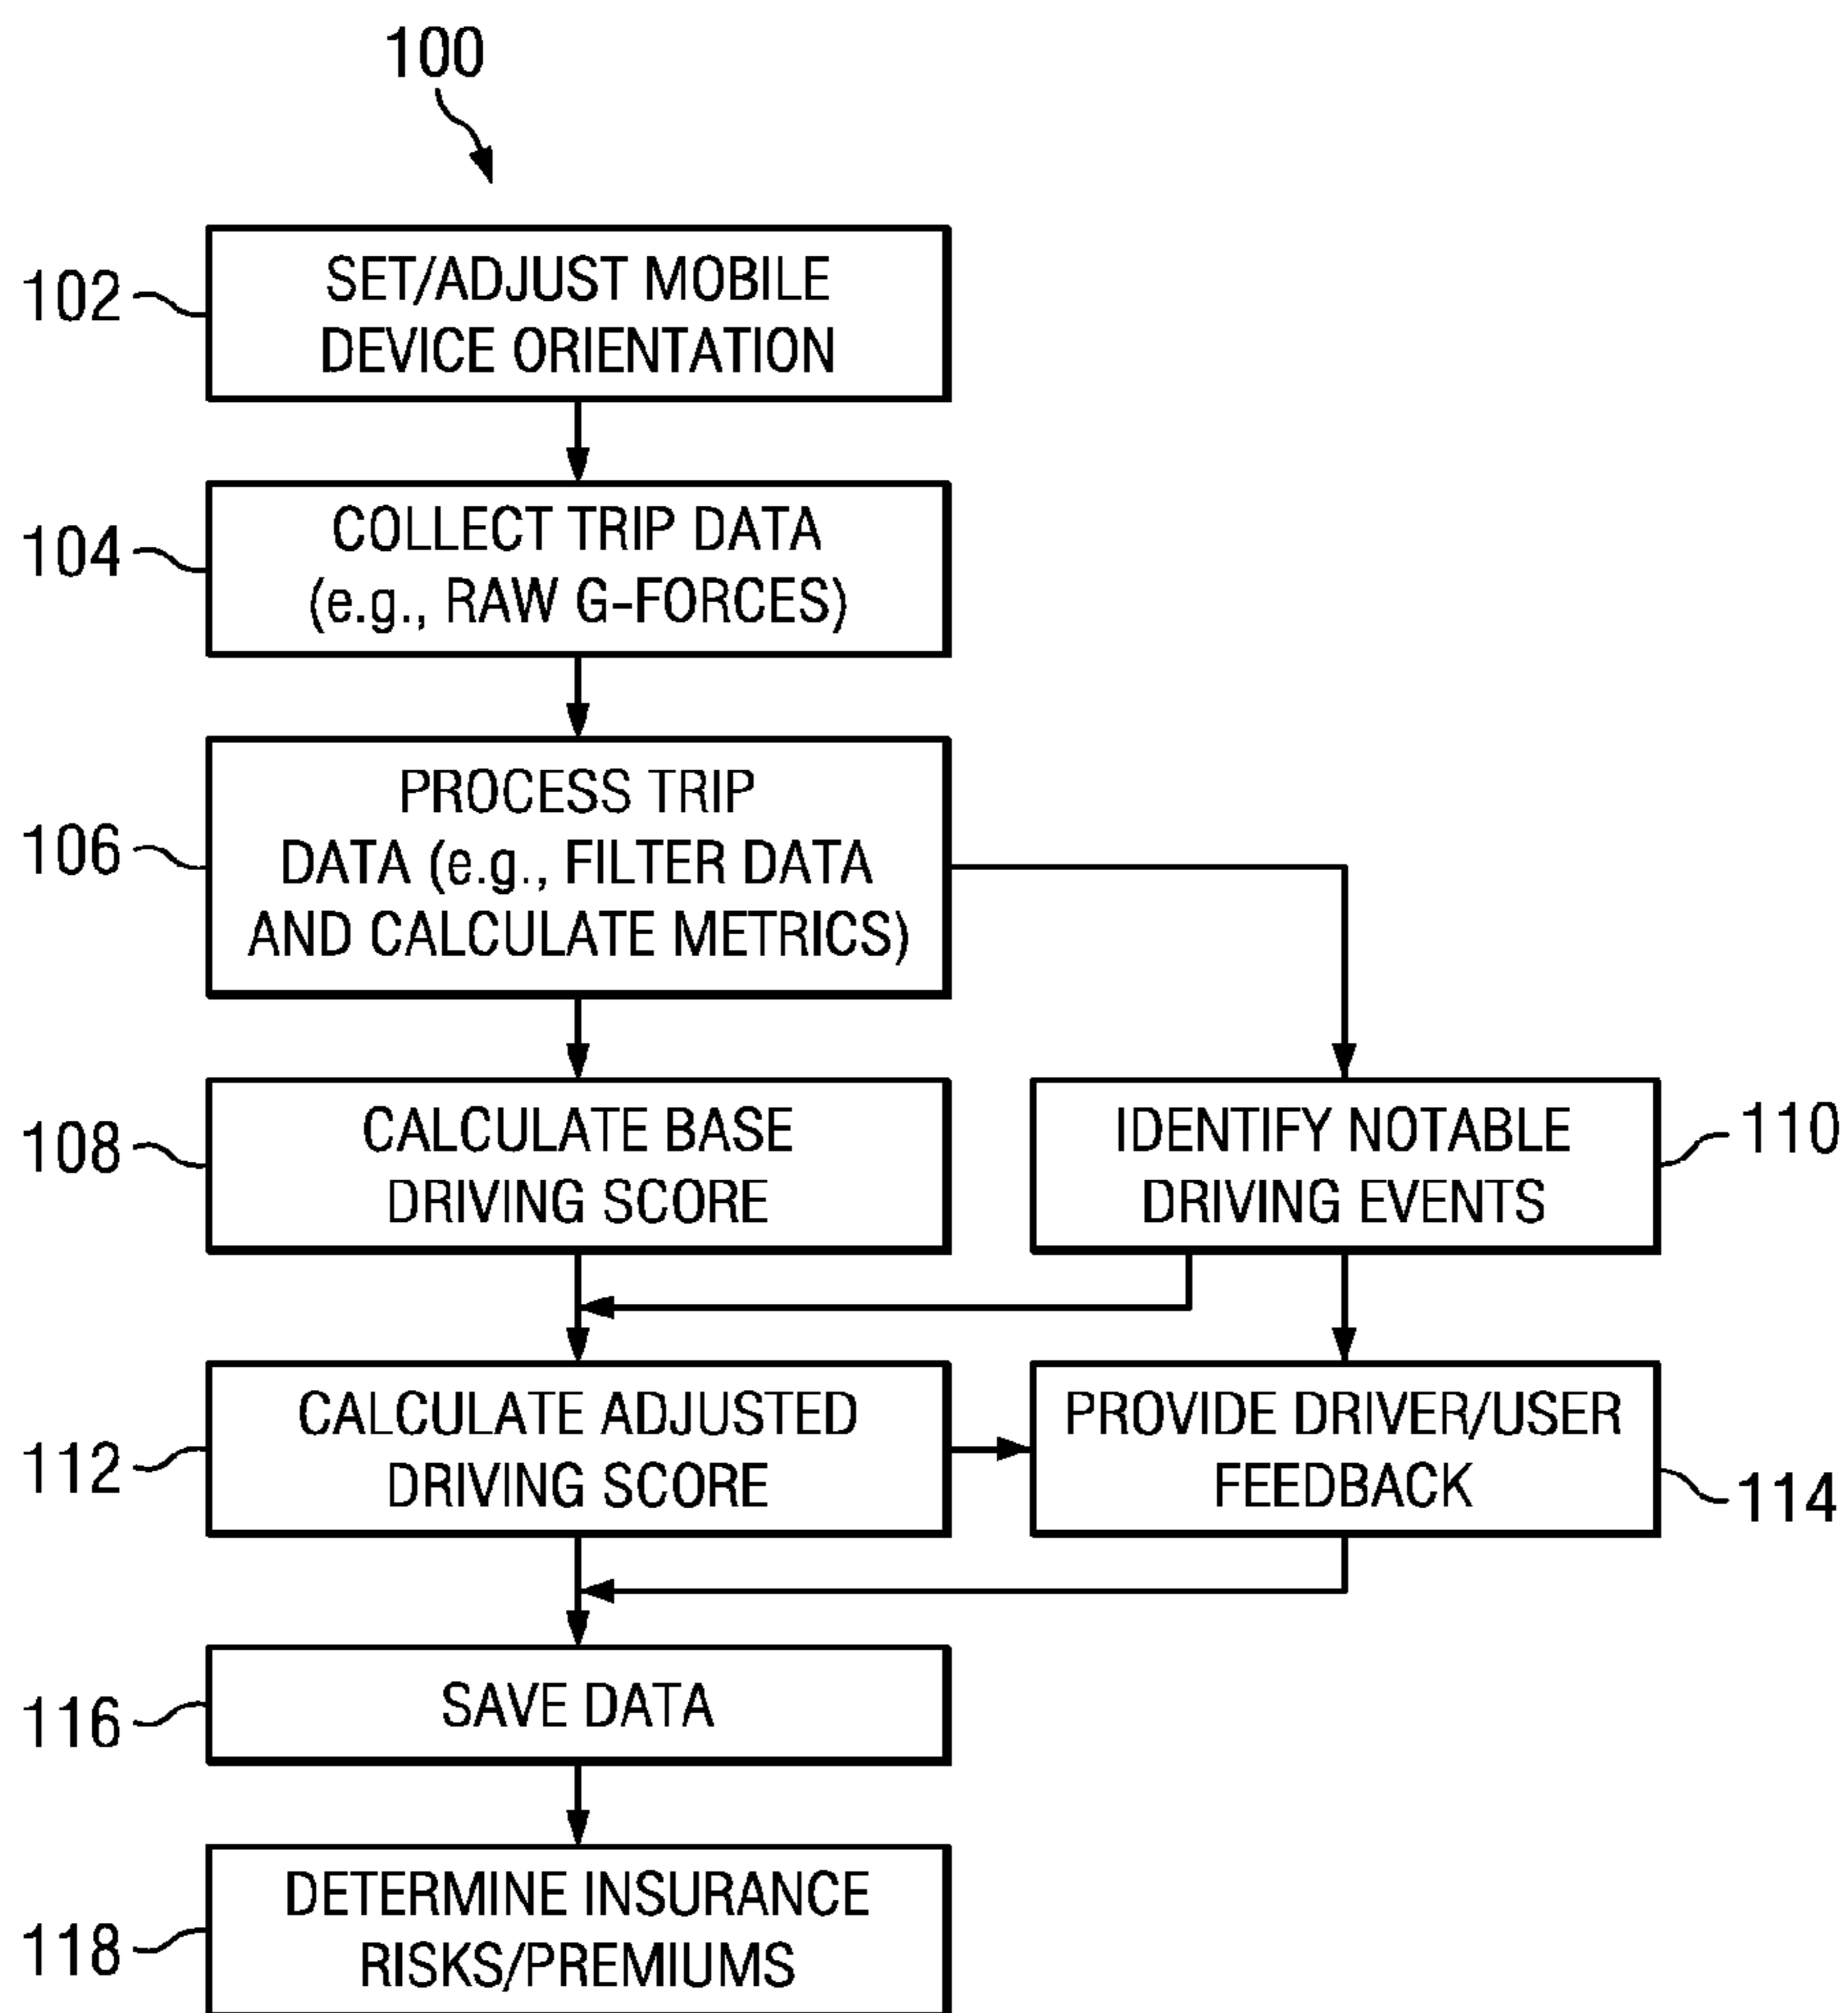 100
102
SET/ADJUST MOBILE
DEVICE ORIENTATION
104
COLLECT TRIP DATA
(e.g., RAW G-FORCES)
106
PROCESS TRIP
DATA (e.g., FILTER DATA
AND CALCULATE METRICS)
108
CALCULATE BASE
DRIVING SCORE
IDENTIFY NOTABLE
DRIVING EVENTS
110
112
CALCULATE ADJUSTED
DRIVING SCORE
PROVIDE DRIVER/USER
FEEDBACK
114
116
SAVE DATA
118
DETERMINE INSURANCE
RISKS/PREMIUMS